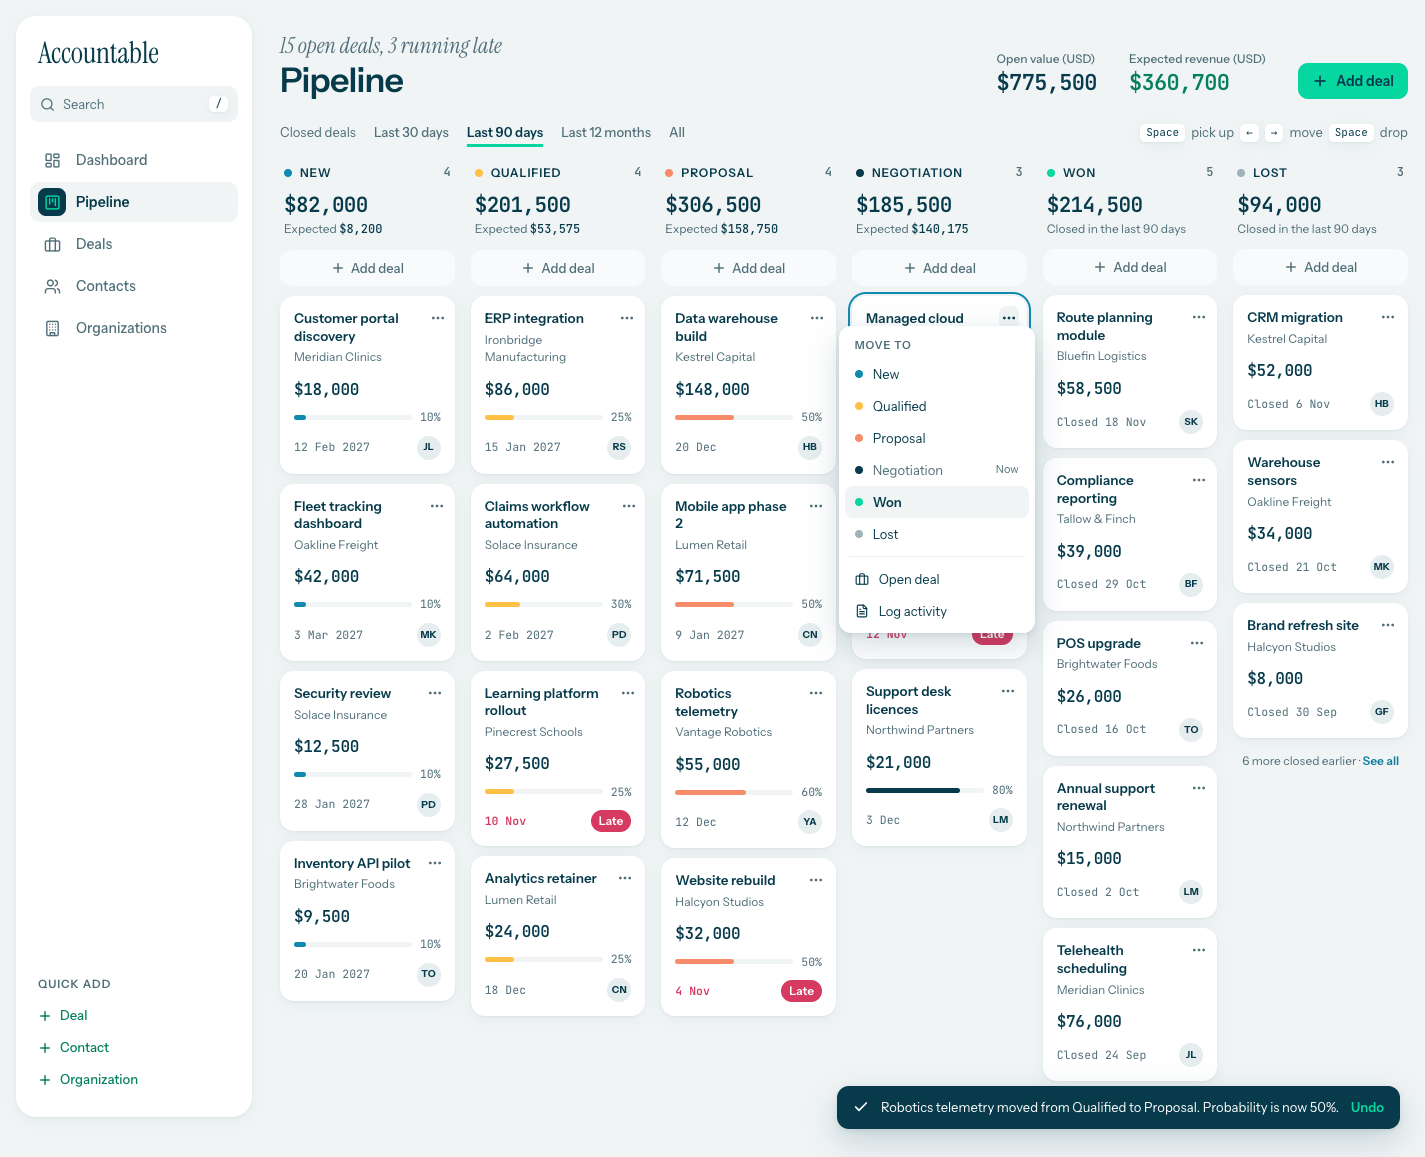 Accountable
Search /
Dashboard
Pipeline
Deals
Contacts
Organizations
QUICK ADD
Deal
Contact
Organization
15 open deals, 3 running late
Pipeline
Open value (USD)
$775,500
Expected revenue (USD)
$360,700
Add deal
Closed deals Last 30 days Last 90 days Last 12 months All
Space pick up ← → move Space drop
NEW 4
$82,000
Expected $8,200
Add deal
Customer portal
discovery
Meridian Clinics
$18,000
10%
12 Feb 2027 JL
Fleet tracking
dashboard
Oakline Freight
$42,000
10%
3 Mar 2027 MK
Security review
Solace Insurance
$12,500
10%
28 Jan 2027 PD
Inventory API pilot
Brightwater Foods
$9,500
10%
20 Jan 2027 TO
QUALIFIED 4
$201,500
Expected $53,575
Add deal
ERP integration
Ironbridge
Manufacturing
$86,000
25%
15 Jan 2027 RS
Claims workflow
automation
Solace Insurance
$64,000
30%
2 Feb 2027 PD
Learning platform
rollout
Pinecrest Schools
$27,500
25%
10 Nov Late
Analytics retainer
Lumen Retail
$24,000
25%
18 Dec CN
PROPOSAL 4
$306,500
Expected $158,750
Add deal
Data warehouse
build
Kestrel Capital
$148,000
50%
20 Dec HB
Mobile app phase
2
Lumen Retail
$71,500
50%
9 Jan 2027 CN
Robotics
telemetry
Vantage Robotics
$55,000
60%
12 Dec YA
Website rebuild
Halcyon Studios
$32,000
50%
4 Nov Late
NEGOTIATION 3
$185,500
Expected $140,175
Add deal
Managed cloud
MOVE TO
New
Qualified
Proposal
Negotiation Now
Won
Lost
Open deal
Log activity
12 Nov Late
Support desk
licences
Northwind Partners
$21,000
80%
3 Dec LM
WON 5
$214,500
Closed in the last 90 days
Add deal
Route planning
module
Bluefin Logistics
$58,500
Closed 18 Nov SK
Compliance
reporting
Tallow & Finch
$39,000
Closed 29 Oct BF
POS upgrade
Brightwater Foods
$26,000
Closed 16 Oct TO
Annual support
renewal
Northwind Partners
$15,000
Closed 2 Oct LM
Telehealth
scheduling
Meridian Clinics
$76,000
Closed 24 Sep JL
LOST 3
$94,000
Closed in the last 90 days
Add deal
CRM migration
Kestrel Capital
$52,000
Closed 6 Nov HB
Warehouse
sensors
Oakline Freight
$34,000
Closed 21 Oct MK
Brand refresh site
Halcyon Studios
$8,000
Closed 30 Sep GF
6 more closed earlier · See all
Robotics telemetry moved from Qualified to Proposal. Probability is now 50%. Undo